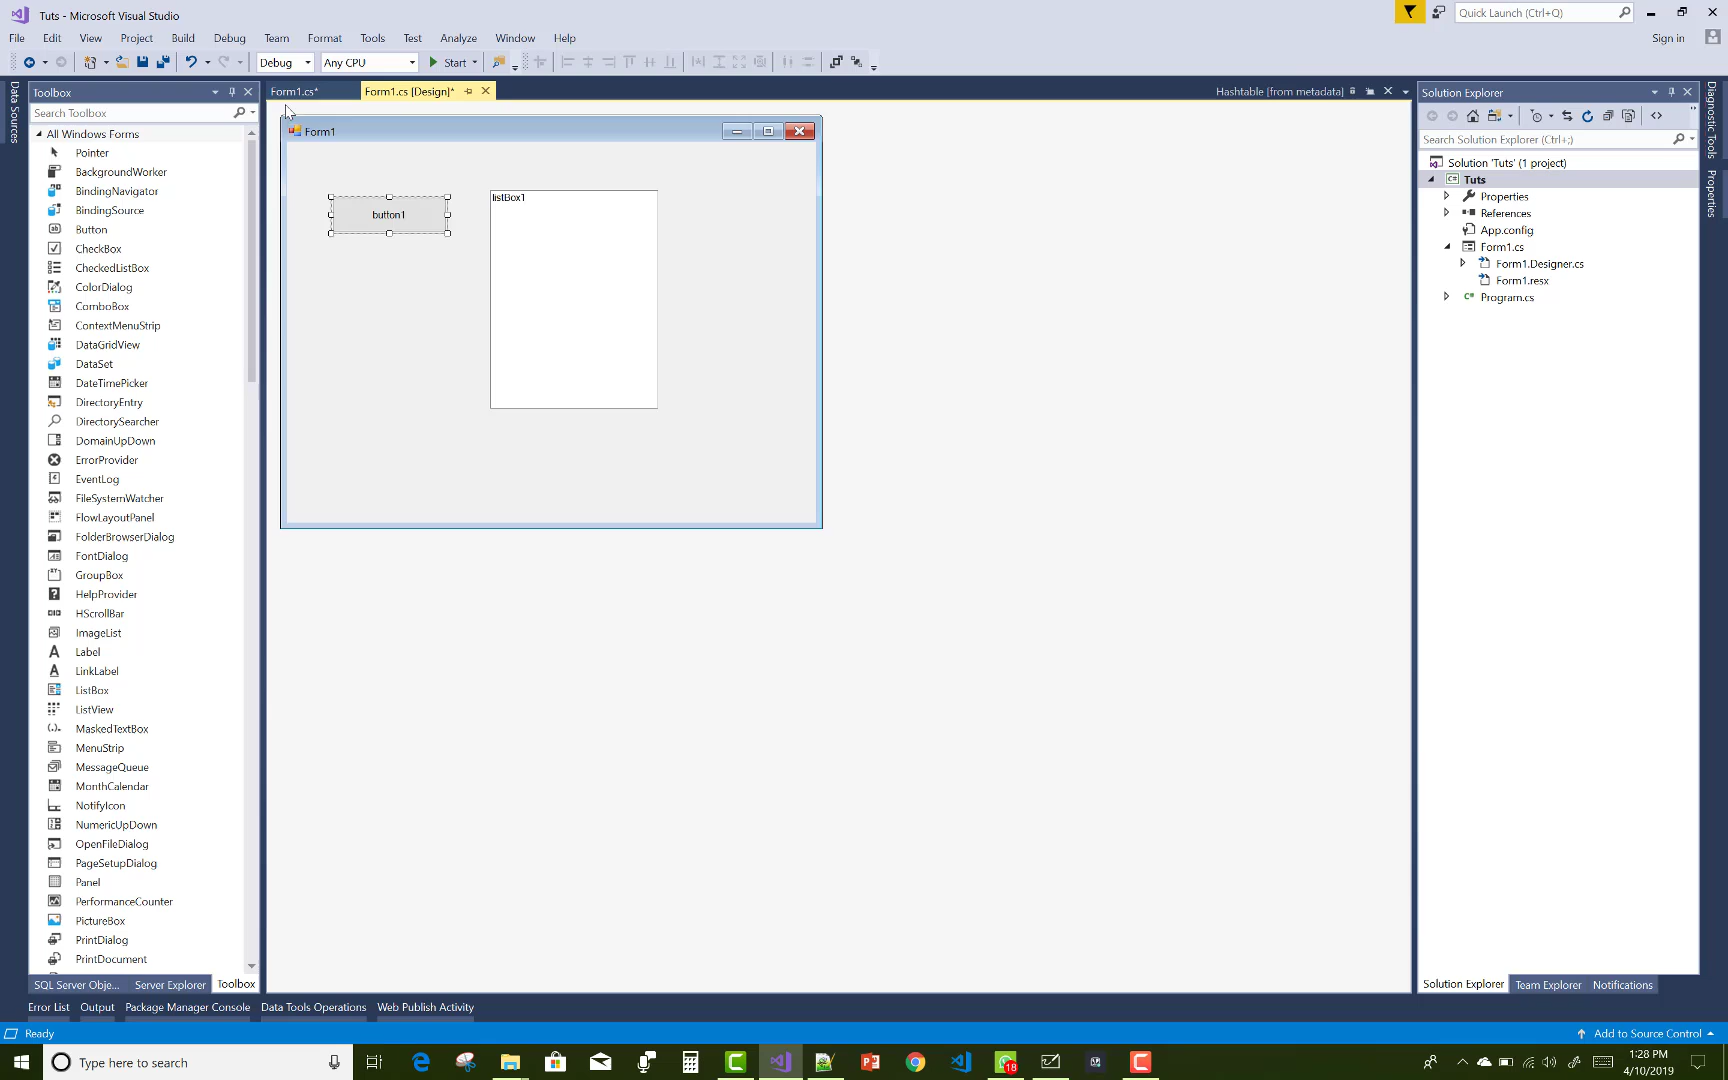 Tuts - Microsoft Visual Studio
Quick Launch (Ctrl+Q)
File Edit View Project Build Debug Team Format Tools Test Analyze Window Help
Sign in
Debug Any CPU Start
Data Sources
Toolbox
Search Toolbox
All Windows Forms
Pointer
BackgroundWorker
BindingNavigator
BindingSource
Button
CheckBox
CheckedListBox
ColorDialog
ComboBox
ContextMenuStrip
DataGridView
DataSet
DateTimePicker
DirectoryEntry
DirectorySearcher
DomainUpDown
ErrorProvider
EventLog
FileSystemWatcher
FlowLayoutPanel
FolderBrowserDialog
FontDialog
GroupBox
HelpProvider
HScrollBar
ImageList
Label
LinkLabel
ListBox
ListView
MaskedTextBox
MenuStrip
MessageQueue
MonthCalendar
NotifyIcon
NumericUpDown
OpenFileDialog
PageSetupDialog
Panel
PerformanceCounter
PictureBox
PrintDialog
PrintDocument
SQL Server Obje... Server Explorer Toolbox
Form1.cs* Form1.cs [Design]* Hashtable [from metadata]
Form1
button1
listBox1
Solution Explorer
Search Solution Explorer (Ctrl+;)
Solution 'Tuts' (1 project)
Tuts
Properties
References
App.config
Form1.cs
Form1.Designer.cs
Form1.resx
Program.cs
Solution Explorer Team Explorer Notifications
Diagnostic Tools
Properties
Error List Output Package Manager Console Data Tools Operations Web Publish Activity
Ready
Add to Source Control
Type here to search
18
1:28 PM
4/10/2019